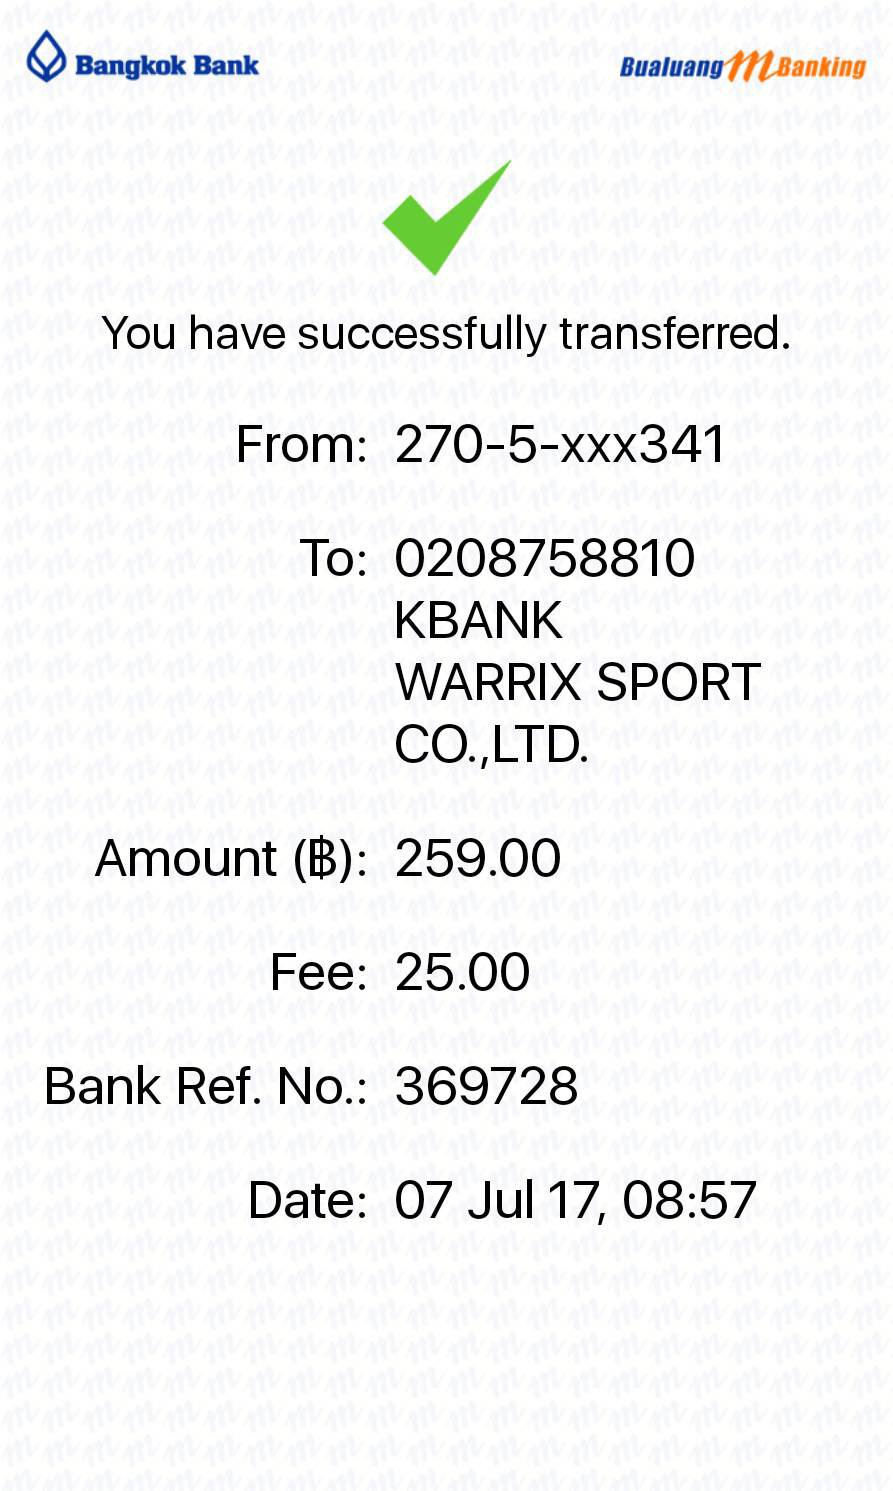 Bangkok Bank Bualuang m Banking
You have successfully transferred.
From: 270-5-xxx341
To: 0208758810
KBANK
WARRIX SPORT
CO.,LTD.
Amount (฿): 259.00
Fee: 25.00
Bank Ref. No.: 369728
Date: 07 Jul 17, 08:57